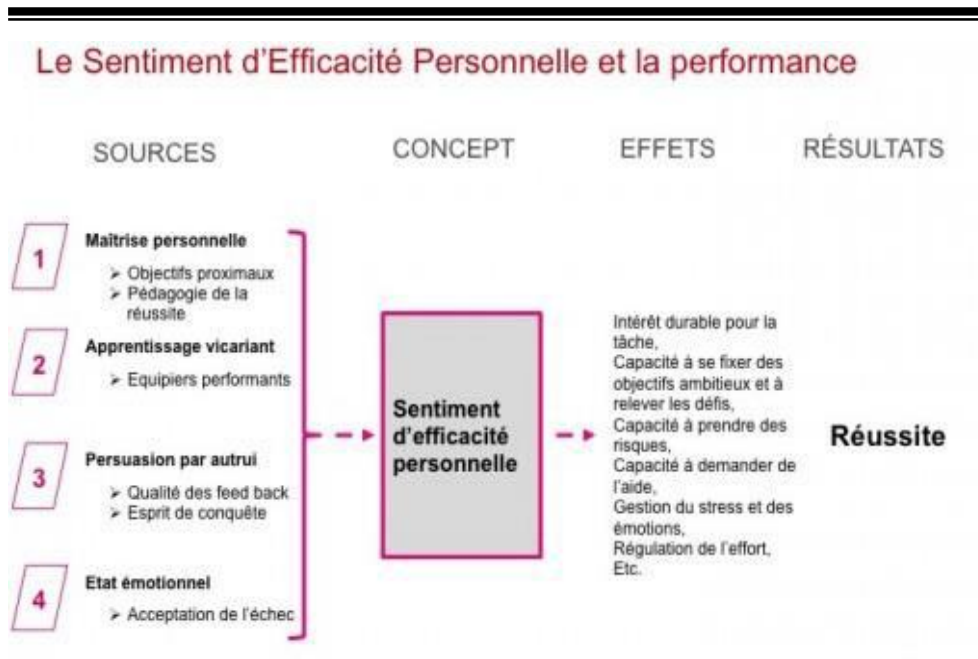 Le Sentiment d'Efficacité Personnelle et la performance
SOURCES
CONCEPT
EFFETS
RÉSULTATS
1
Maîtrise personnelle
➢ Objectifs proximaux
➢ Pédagogie de la
réussite
2
Apprentissage vicariant
➢ Equipiers performants
3
Persuasion par autrui
➢ Qualité des feed back
➢ Esprit de conquête
4
Etat émotionnel
➢ Acceptation de l'échec
Sentiment
d'efficacité
personnelle
Intérêt durable pour la
tâche,
Capacité à se fixer des
objectifs ambitieux et à
relever les défis,
Capacité à prendre des
risques,
Capacité à demander de
l'aide,
Gestion du stress et des
émotions,
Régulation de l'effort,
Etc.
Réussite